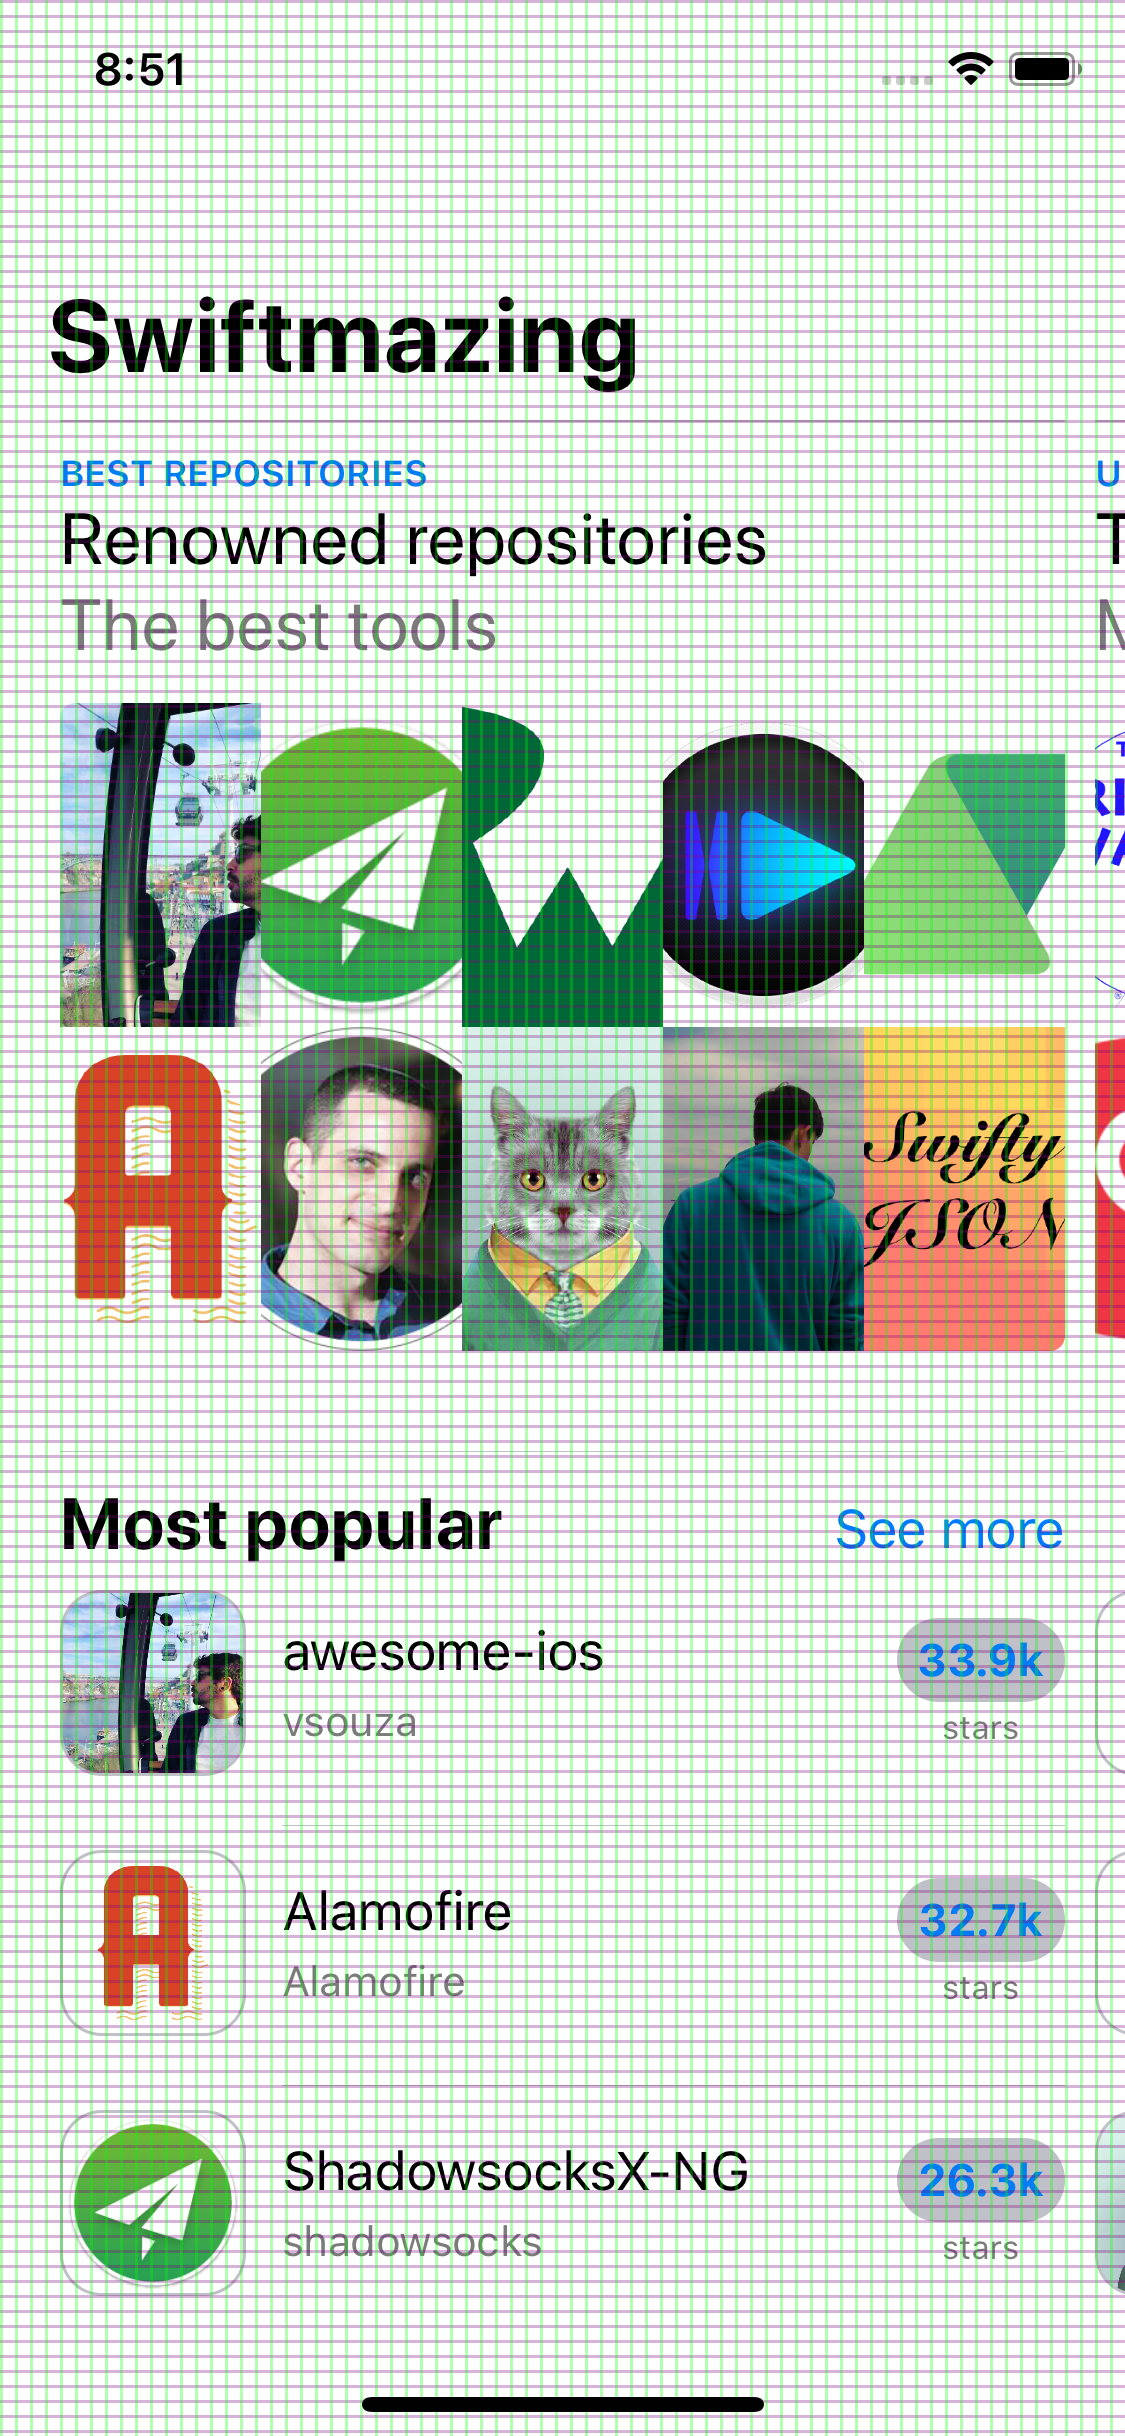 8:51
Swiftmazing
BEST REPOSITORIES
Renowned repositories
The best tools
U
T
M
Swifty
JSON
Most popular
See more
awesome-ios
vsouza
33.9k
stars
Alamofire
Alamofire
32.7k
stars
ShadowsocksX-NG
shadowsocks
26.3k
stars